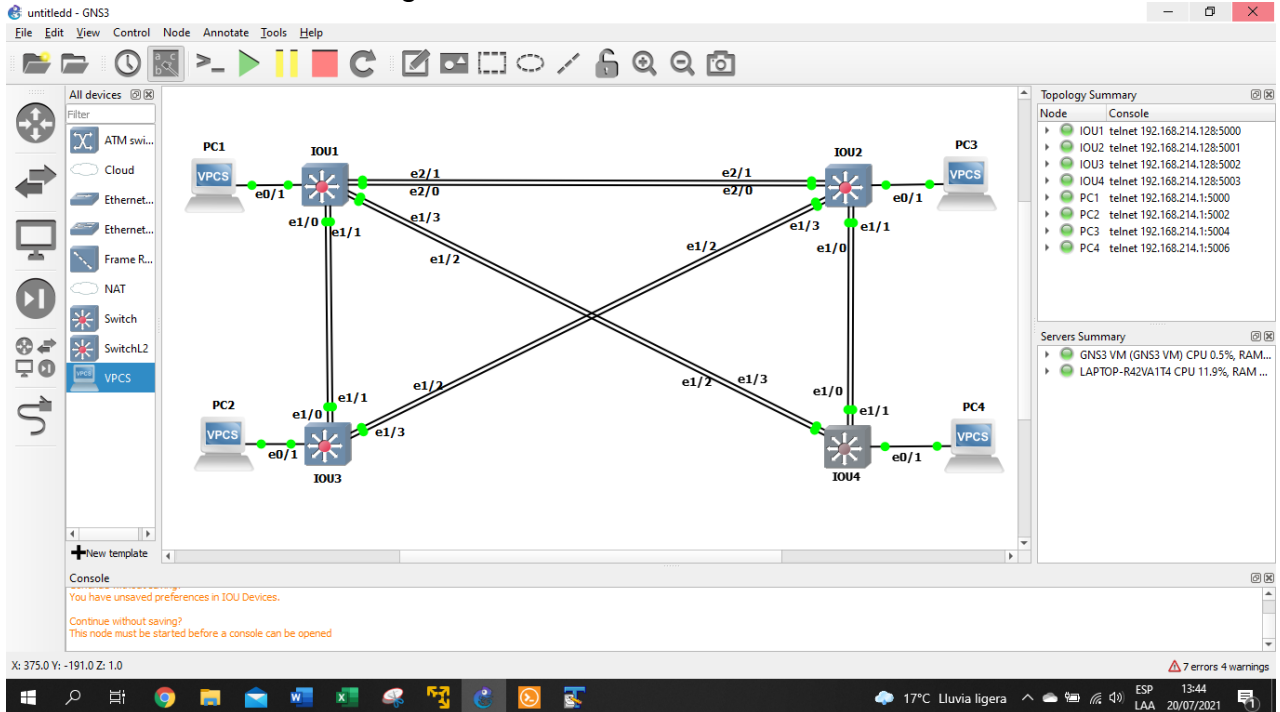 untitledd - GNS3
File Edit View Control Node Annotate Tools Help
All devices
Filter
ATM swi...
Cloud
Ethernet...
Ethernet...
Frame R...
NAT
Switch
SwitchL2
VPCS
New template
PC1
IOU1
IOU2
PC3
VPCS
VPCS
e2/1
e2/1
e0/1
e2/0
e2/0
e0/1
e1/0
e1/1
e1/3
e1/2
e1/2
e1/3
e1/1
e1/0
e1/2
e1/1
e1/0
e1/3
e1/2
e1/3
e1/0
e1/1
PC2
PC4
VPCS
VPCS
e0/1
e0/1
IOU3
IOU4
Topology Summary
Node Console
IOU1 telnet 192.168.214.128:5000
IOU2 telnet 192.168.214.128:5001
IOU3 telnet 192.168.214.128:5002
IOU4 telnet 192.168.214.128:5003
PC1 telnet 192.168.214.1:5000
PC2 telnet 192.168.214.1:5002
PC3 telnet 192.168.214.1:5004
PC4 telnet 192.168.214.1:5006
Servers Summary
GNS3 VM (GNS3 VM) CPU 0.5%, RAM...
LAPTOP-R42VA1T4 CPU 11.9%, RAM ...
Console
You have unsaved preferences in IOU Devices.
Continue without saving?
This node must be started before a console can be opened
X: 375.0 Y: -191.0 Z: 1.0
7 errors 4 warnings
17°C Lluvia ligera
ESP
LAA
13:44
20/07/2021